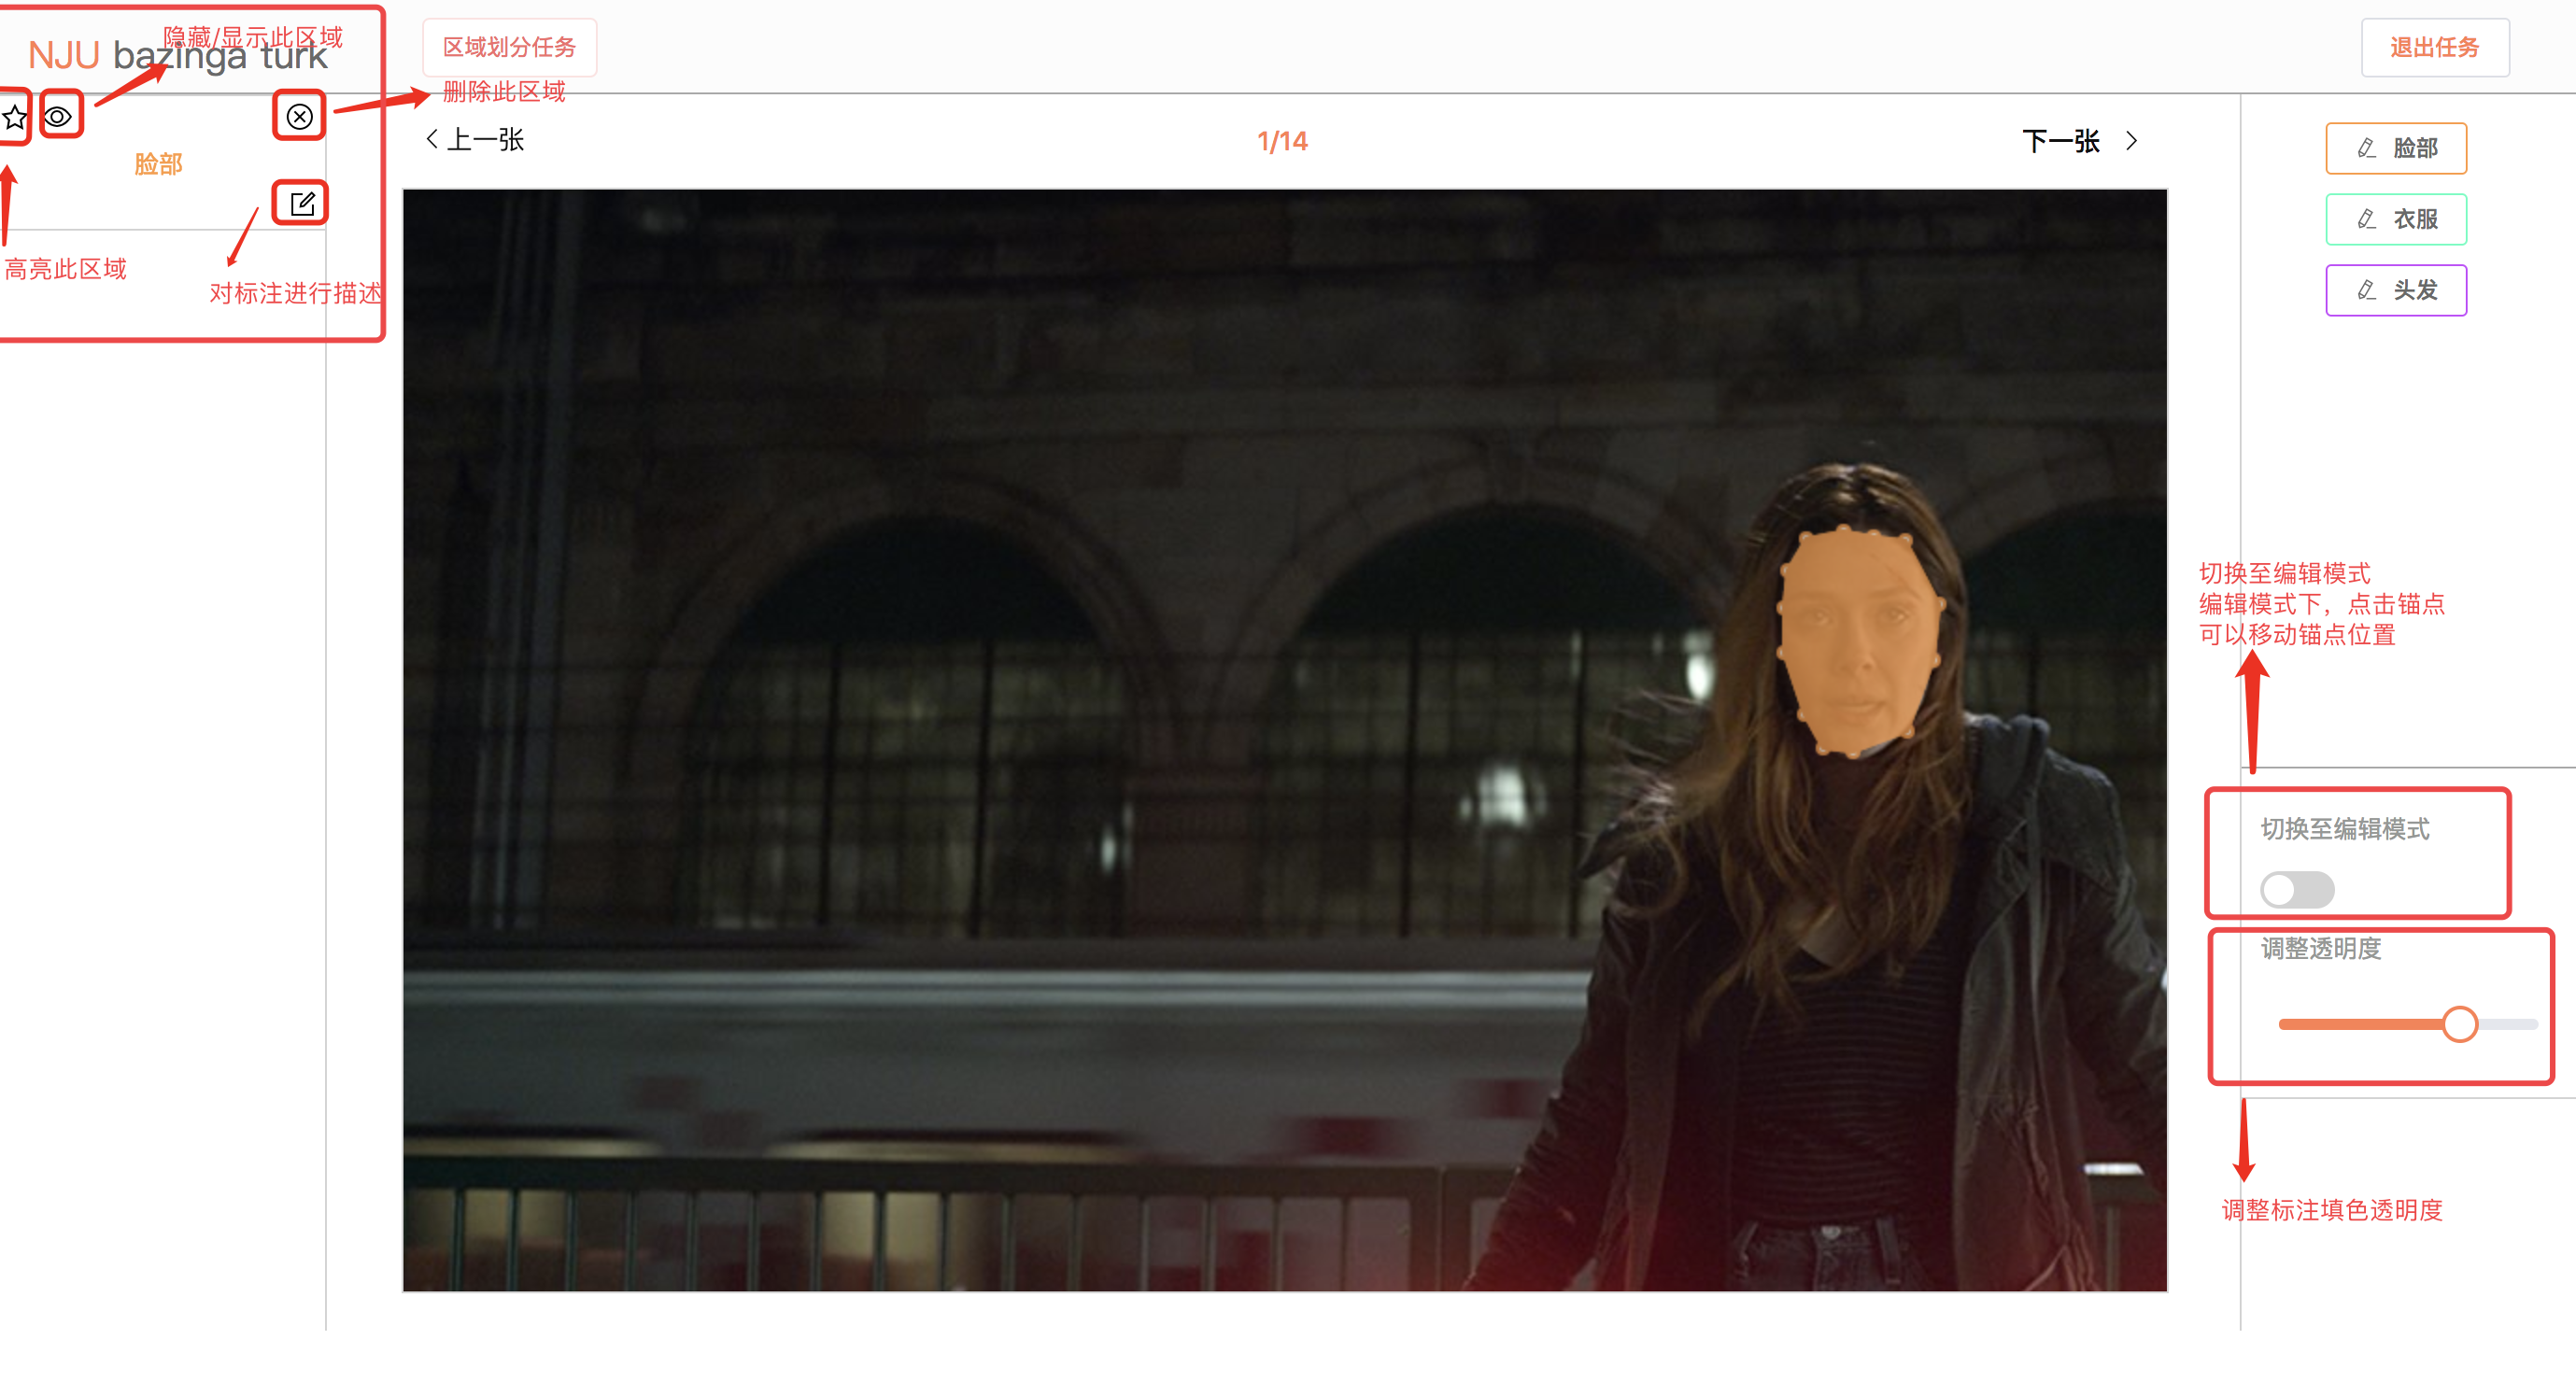 隐藏/显示此区域
NJU bazinga turk
区域划分任务
退出任务
删除此区域
脸部
高亮此区域
对标注进行描述
上一张
1/14
下一张
脸部
衣服
头发
切换至编辑模式
编辑模式下，点击锚点
可以移动锚点位置
切换至编辑模式
调整透明度
调整标注填色透明度